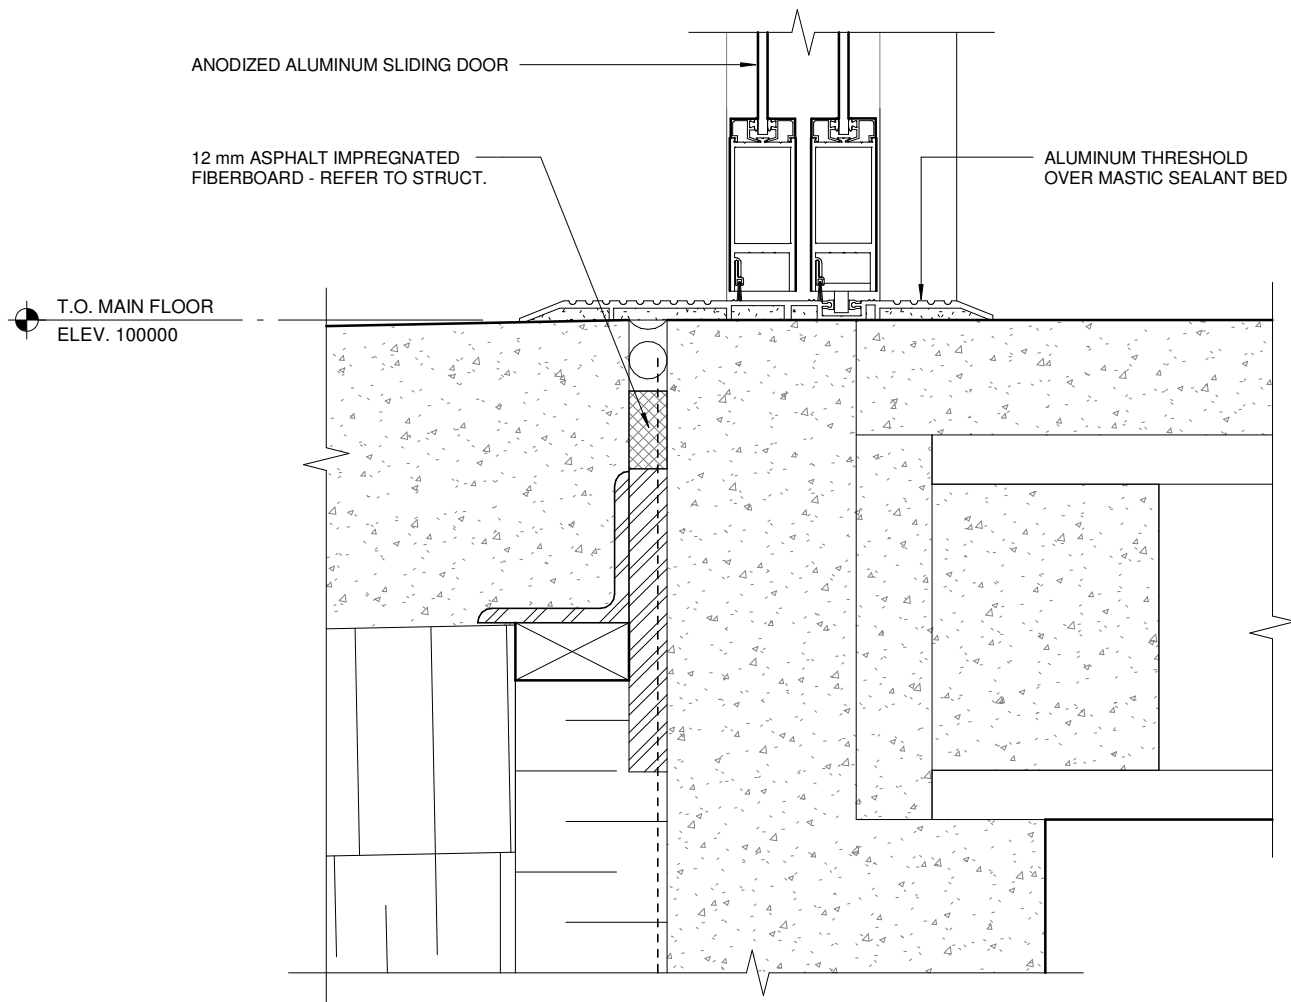 ANODIZED ALUMINUM SLIDING DOOR
12 mm ASPHALT IMPREGNATED
FIBERBOARD - REFER TO STRUCT.
ALUMINUM THRESHOLD
OVER MASTIC SEALANT BED
T.O. MAIN FLOOR
ELEV. 100000